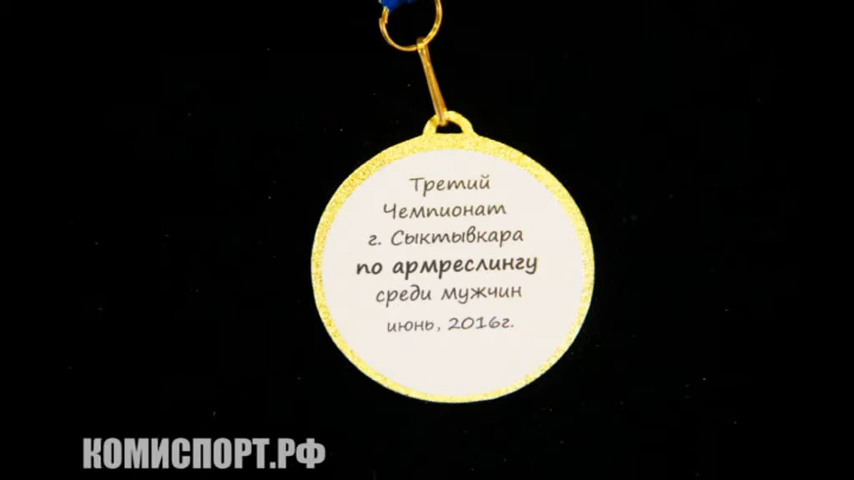 Третий
Чемпионат
г. Сыктывкара
по армреслингу
среди мужчин
июнь, 2016г.
КОМИСПОРТ.РФ